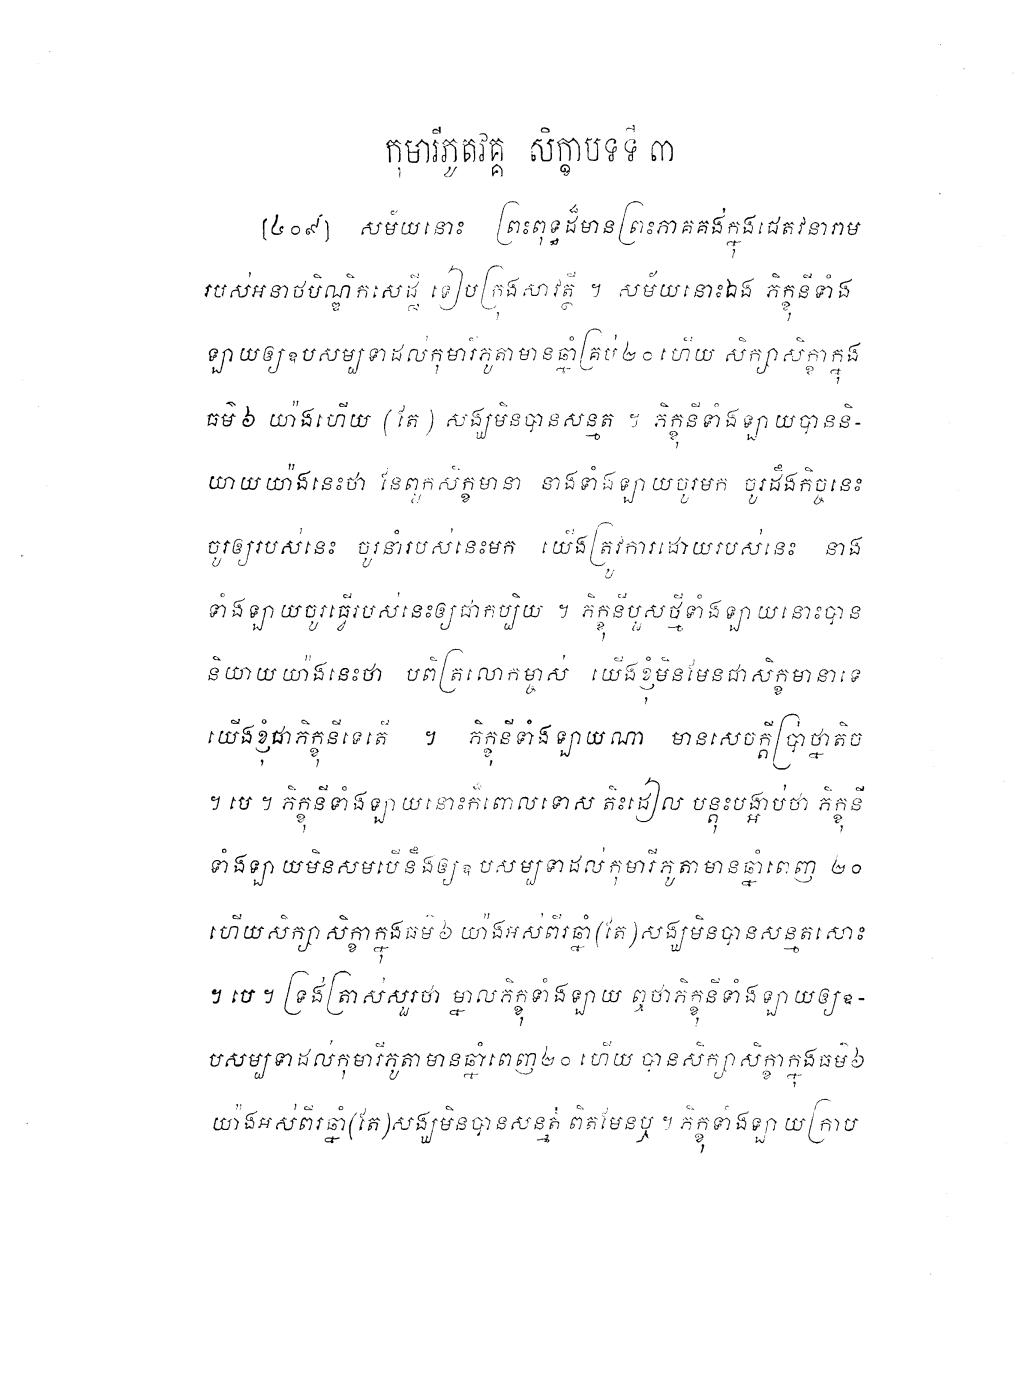 កុមារីភូតវគ្គ សិក្ខាបទទី ៣
[៤០៩] សម័យនោះ ព្រះពុទ្ធដ៏មានព្រះភាគគង់ក្នុងជេតវនារាម
របស់អនាថបិណ្ឌិកសេដ្ឋី ទៀបក្រុងសាវត្ថី ។ សម័យនោះឯង ភិក្ខុនីទាំង
ឡាយឲ្យឧបសម្បទាដល់កុមារីភូតាមានឆ្នាំគ្រប់២០ហើយ សិក្សាសិក្ខាក្នុង
ធម៌៦ យ៉ាងហើយ (តែ) សង្ឃមិនបានសន្មត ។ ភិក្ខុនីទាំងឡាយបាននិ-
យាយយ៉ាងនេះថា នែពួកសិក្ខមានា នាងទាំងឡាយចូរមក ចូរដឹងកិច្ចនេះ
ចូរឲ្យរបស់នេះ ចូរនាំរបស់នេះមក យើងត្រូវការដោយរបស់នេះ នាង
ទាំងឡាយចូរធ្វើរបស់នេះឲ្យជាកប្បិយ ។ ភិក្ខុនីបួសថ្មីទាំងឡាយនោះបាន
និយាយយ៉ាងនេះថា បពិត្រលោកម្ចាស់ យើងខ្ញុំមិនមែនជាសិក្ខមានាទេ
យើងខ្ញុំជាភិក្ខុនីទេតើ ។ ភិក្ខុនីទាំងឡាយណា មានសេចក្តីប្រាថ្នាតិច
។ បេ ។ ភិក្ខុនីទាំងឡាយនោះក៏ពោលទោស តិះដៀល បន្តុះបង្អាប់ថា ភិក្ខុនី
ទាំងឡាយមិនសមបើនឹងឲ្យឧបសម្បទាដល់កុមារីភូតាមានឆ្នាំពេញ ២០
ហើយសិក្សា សិក្ខាក្នុងធម៌៦ យ៉ាងអស់ពីរឆ្នាំ(តែ)សង្ឃមិនបានសន្មតសោះ
។ បេ ។ ទ្រង់ត្រាស់សួរថា ម្នាលភិក្ខុទាំងឡាយ ឮថាភិក្ខុនីទាំងឡាយឲ្យឧ-
បសម្បទាដល់កុមារីភូតាមានឆ្នាំពេញ២០ ហើយ បានសិក្សាសិក្ខាក្នុងធម៌៦
យ៉ាងអស់ពីរឆ្នាំ(តែ)សង្ឃមិនបានសន្មត់ ពិតមែនឬ ។ ភិក្ខុទាំងឡាយក្រាប